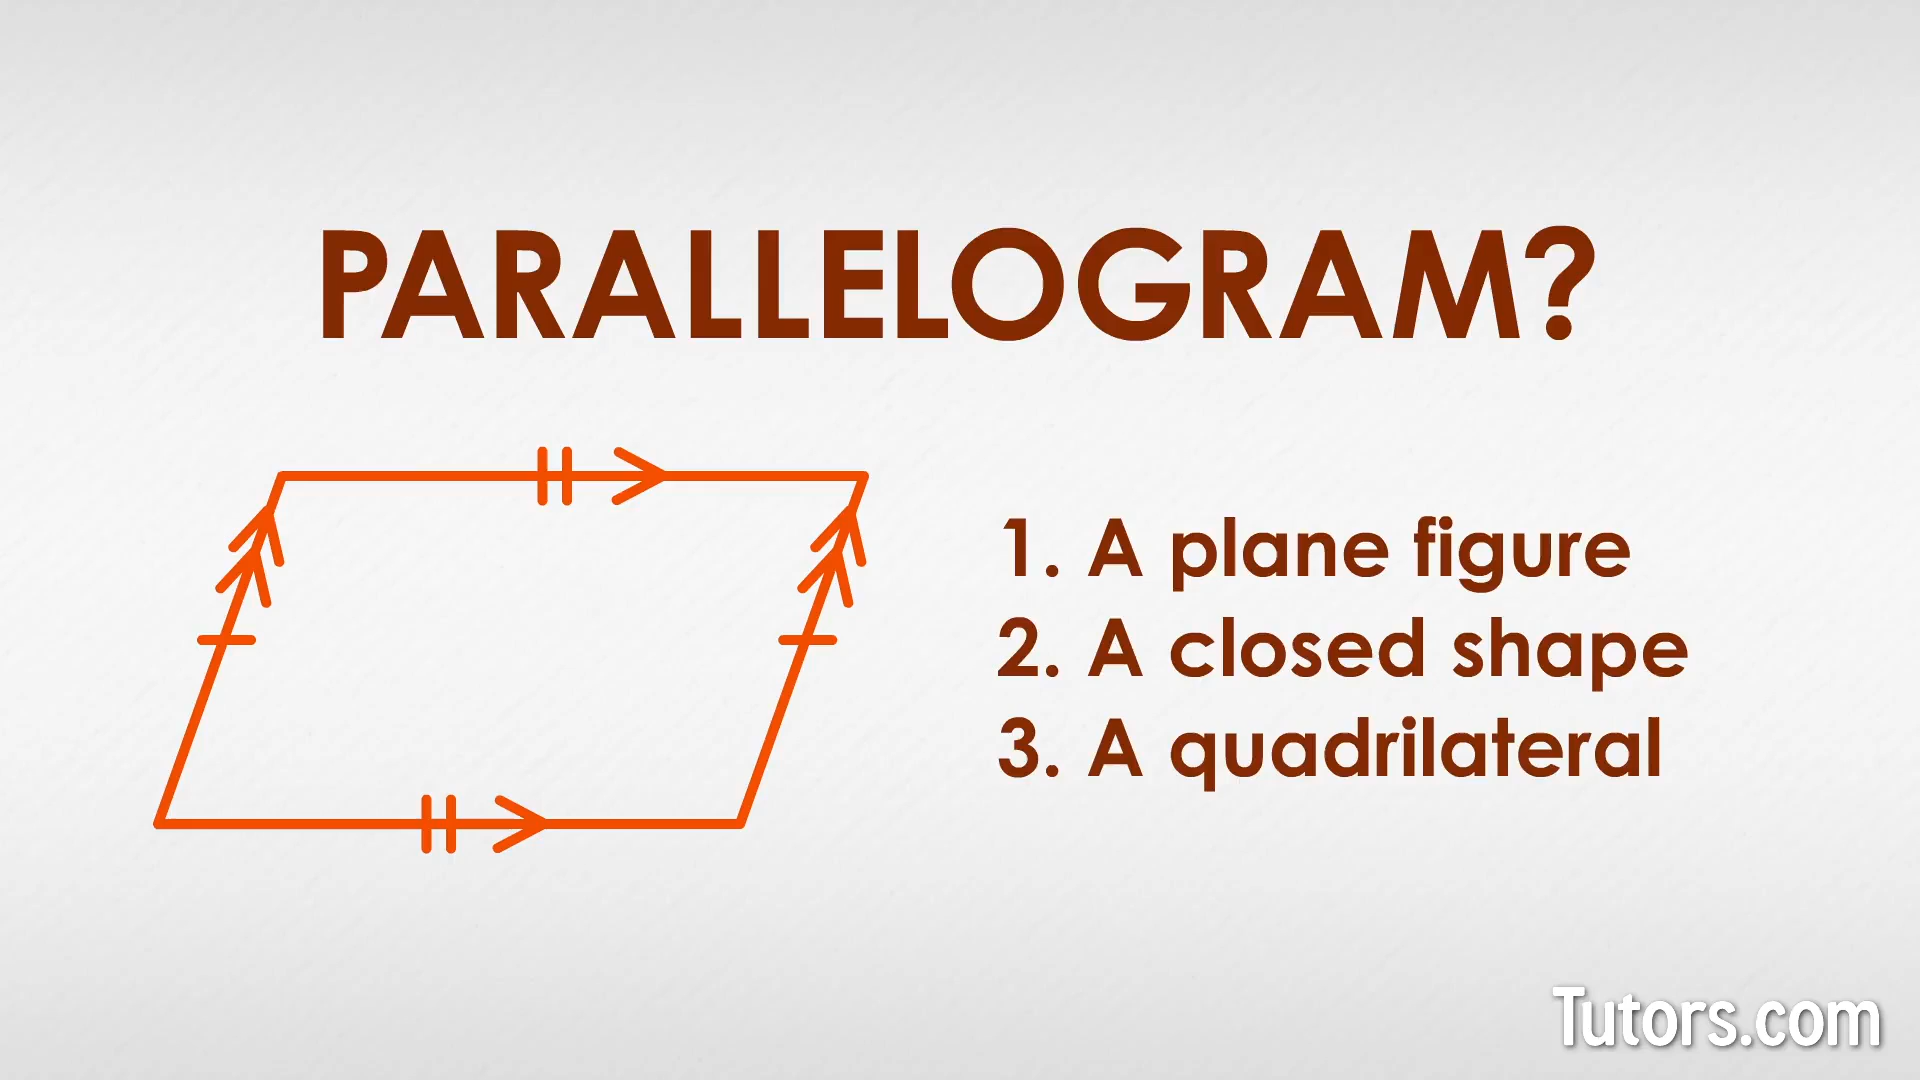 PARALLELOGRAM?
1. A plane figure
2. A closed shape
3. A quadrilateral
Tutors.com